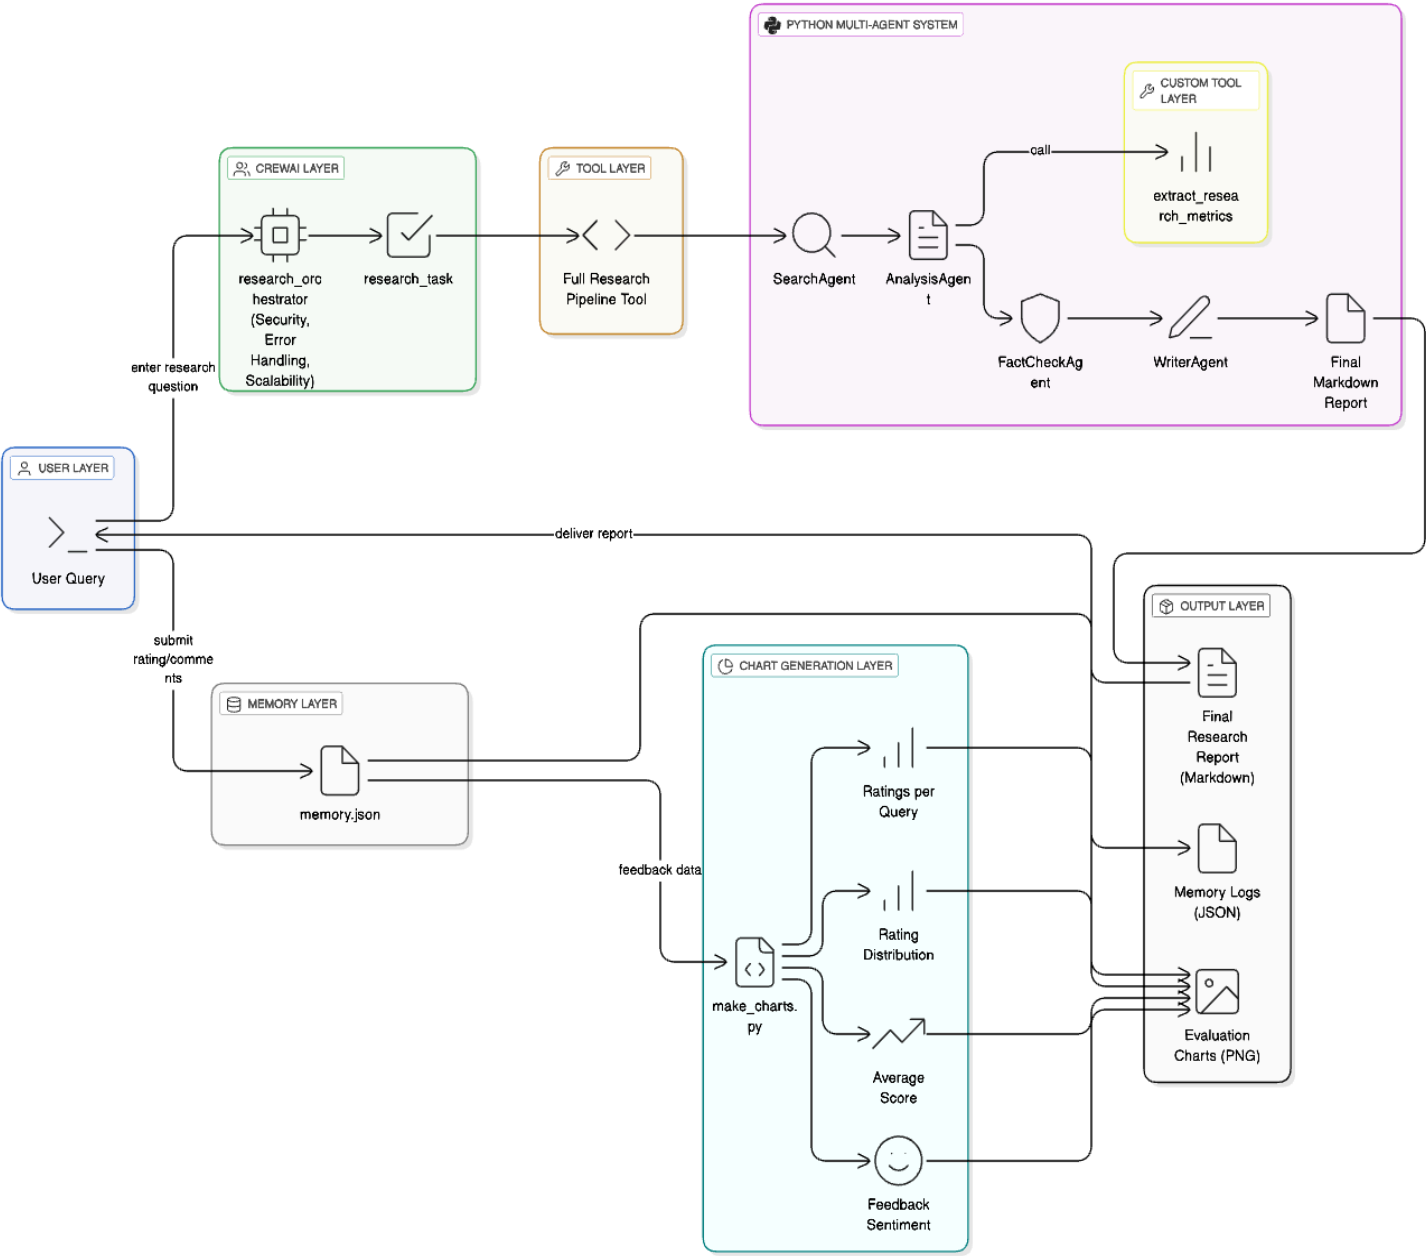 PYTHON MULTI-AGENT SYSTEM
CUSTOM TOOL
LAYER
call
extract_resea
rch_metrics
CREWAI LAYER
TOOL LAYER
research_orc
hestrator
(Security,
Error
Handling,
Scalability)
research_task
Full Research
Pipeline Tool
SearchAgent
AnalysisAgen
t
FactCheckAg
ent
WriterAgent
Final
Markdown
Report
enter research
question
USER LAYER
User Query
deliver report
submit
rating/comme
nts
MEMORY LAYER
memory.json
feedback data
CHART GENERATION LAYER
Ratings per
Query
Rating
Distribution
make_charts.
py
Average
Score
Feedback
Sentiment
OUTPUT LAYER
Final
Research
Report
(Markdown)
Memory Logs
(JSON)
Evaluation
Charts (PNG)